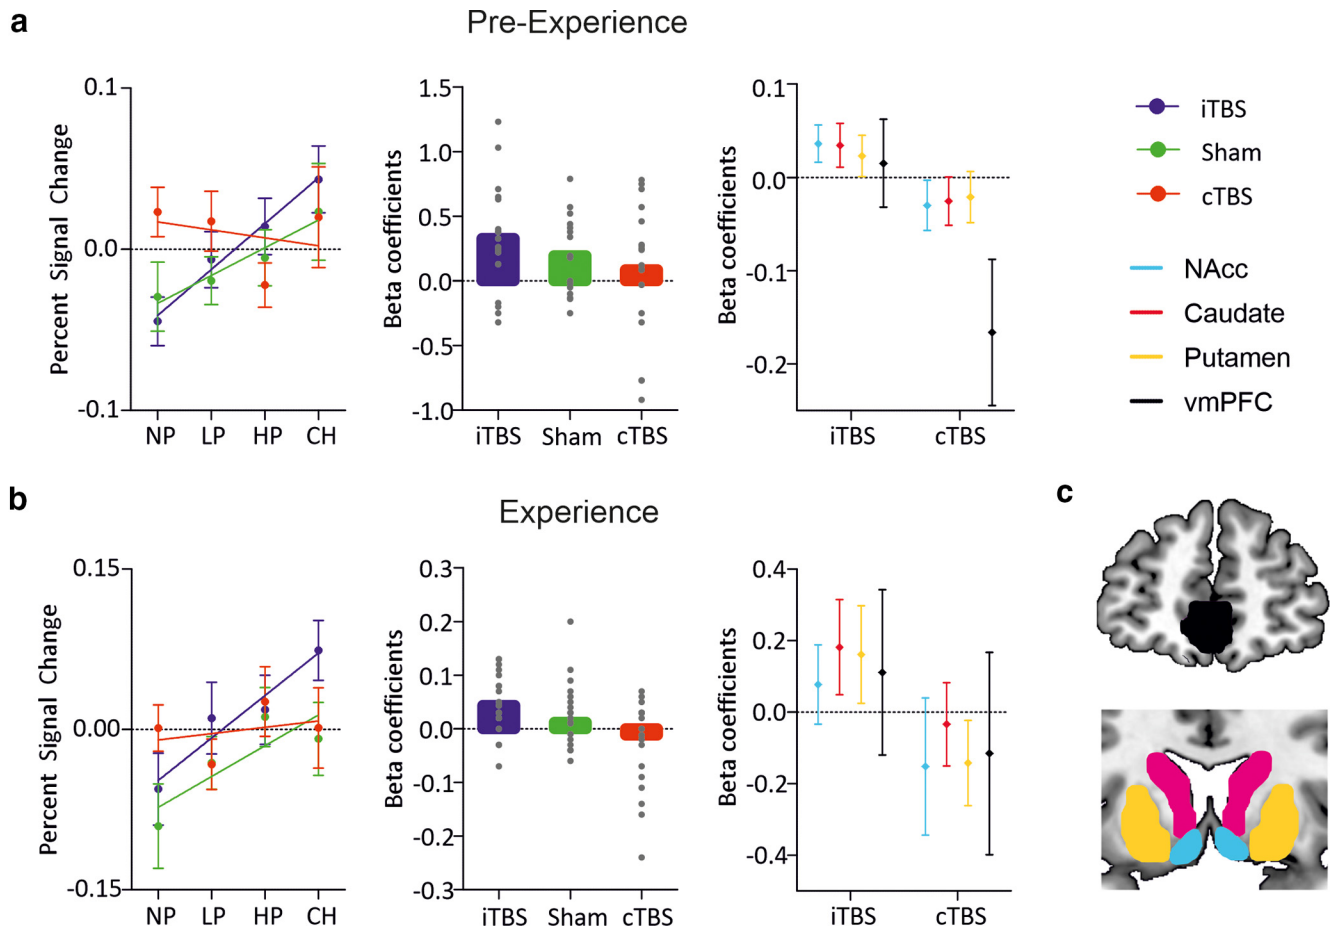 a
Pre-Experience
Percent Signal Change
0.1
0.0
-0.1
NP LP HP CH
Beta coefficients
1.5
1.0
0.5
0.0
-0.5
-1.0
iTBS Sham cTBS
Beta coefficients
0.1
0.0
-0.1
-0.2
iTBS cTBS
iTBS
Sham
cTBS
NAcc
Caudate
Putamen
vmPFC
b
Experience
Percent Signal Change
0.15
0.00
-0.15
NP LP HP CH
Beta coefficients
0.3
0.2
0.1
0.0
-0.1
-0.2
-0.3
iTBS Sham cTBS
Beta coefficients
0.4
0.2
0.0
-0.2
-0.4
iTBS cTBS
c